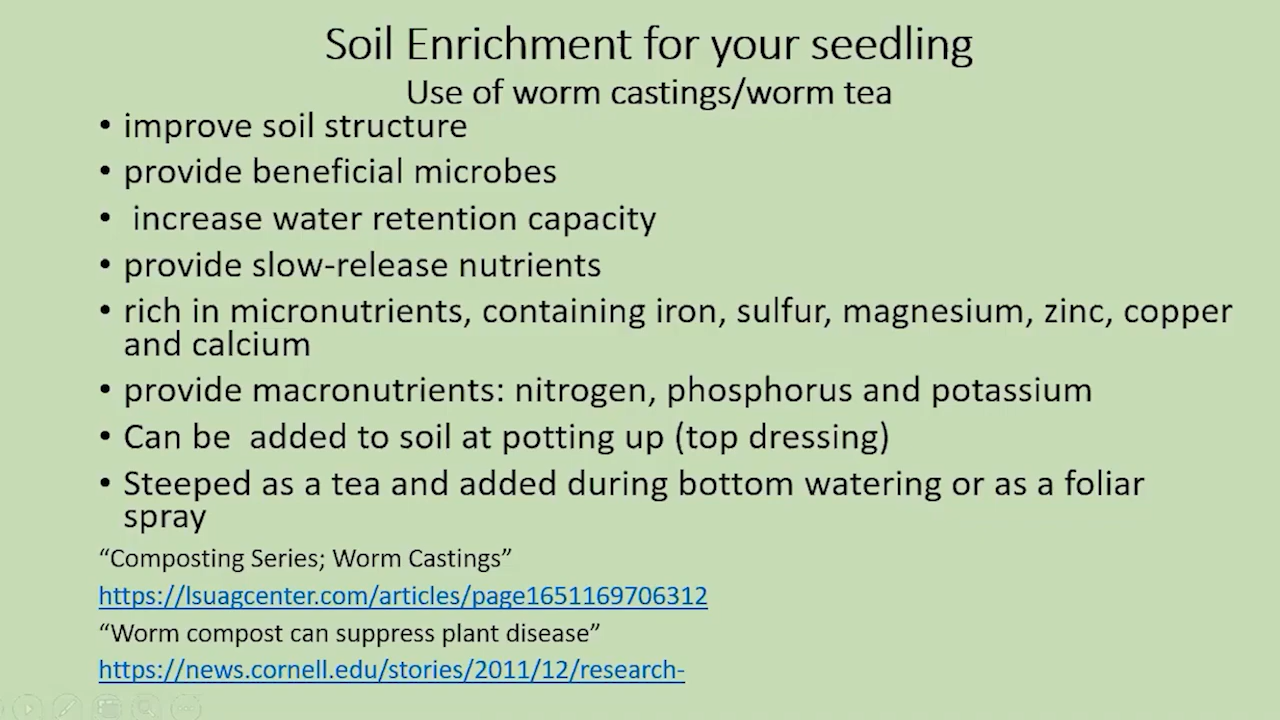 Soil Enrichment for your seedling
Use of worm castings/worm tea
• improve soil structure
• provide beneficial microbes
• increase water retention capacity
• provide slow-release nutrients
• rich in micronutrients, containing iron, sulfur, magnesium, zinc, copper
and calcium
• provide macronutrients: nitrogen, phosphorus and potassium
• Can be  added to soil at potting up (top dressing)
• Steeped as a tea and added during bottom watering or as a foliar
spray
“Composting Series; Worm Castings”
https://lsuagcenter.com/articles/page1651169706312
“Worm compost can suppress plant disease”
https://news.cornell.edu/stories/2011/12/research-